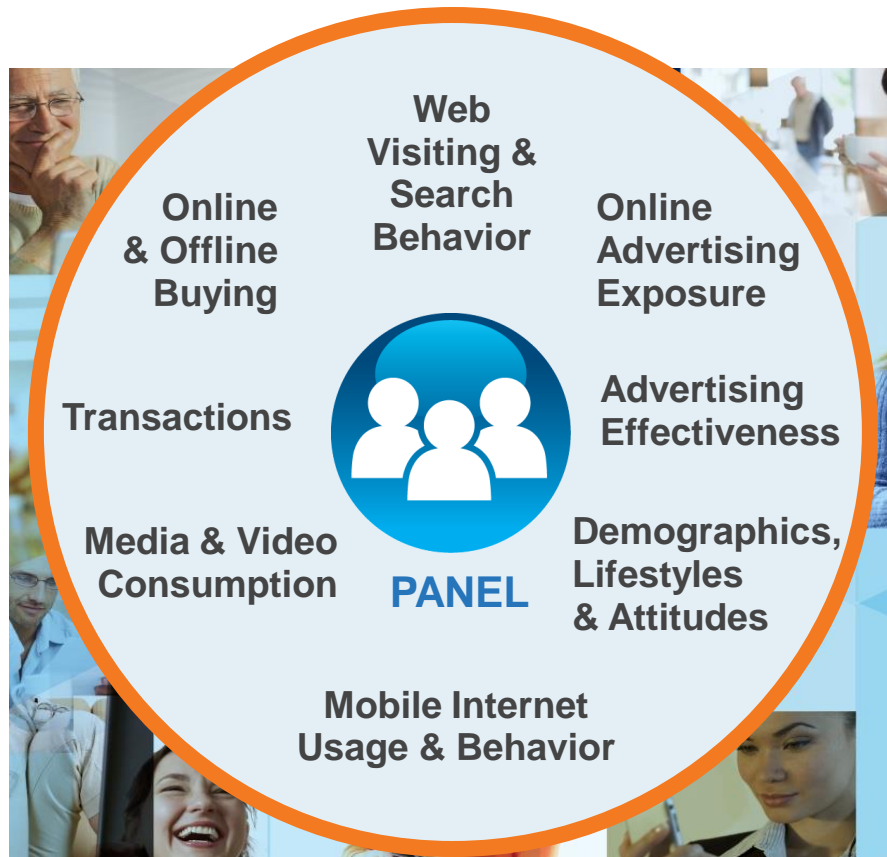 Web
Visiting &
Search
Behavior
Online
& Offline
Buying
Online
Advertising
Exposure
Transactions
Advertising
Effectiveness
Media & Video
Consumption
Demographics,
Lifestyles
& Attitudes
PANEL
Mobile Internet
Usage & Behavior